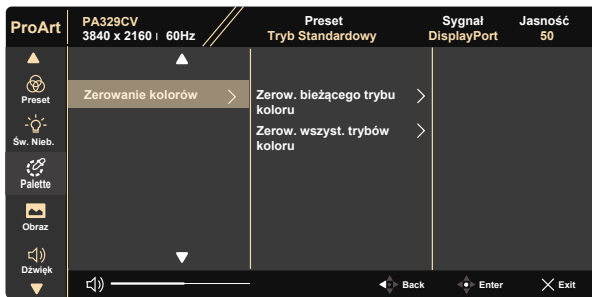 ProArt
PA329CV
3840 x 2160 | 60Hz
Preset
Tryb Standardowy
Sygnał
DisplayPort
Jasność
50
Preset
Św. Nieb.
Palette
Obraz
Dźwięk
Zerowanie kolorów
Zerow. bieżącego trybu
koloru
Zerow. wszyst. trybów
koloru
Back
Enter
Exit